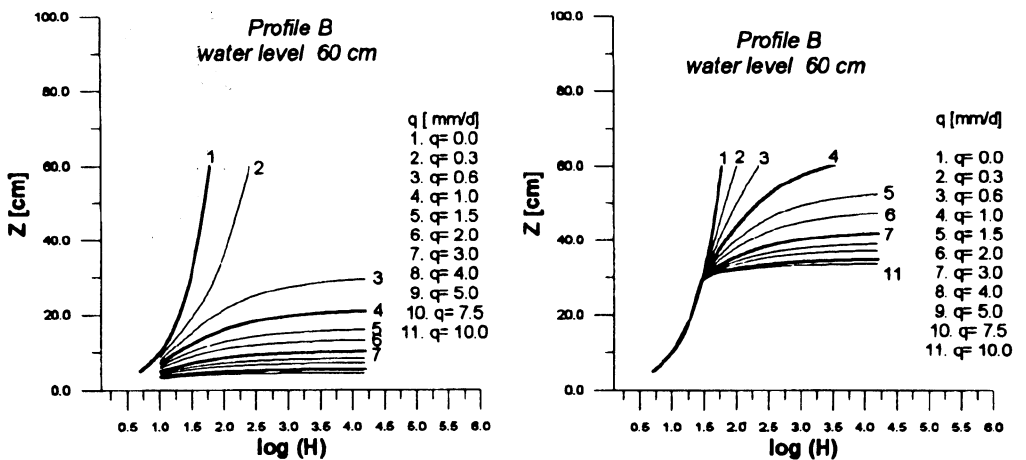 100.0
80.0
60.0
40.0
20.0
0.0
Z [cm]
Profile B
water level 60 cm
1
2
3
4
5
6
7
q [ mm/d]
1. q= 0.0
2. q= 0.3
3. q= 0.6
4. q= 1.0
5. q= 1.5
6. q= 2.0
7. q= 3.0
8. q= 4.0
9. q= 5.0
10. q= 7.5
11. q= 10.0
0.5 1.0 1.5 2.0 2.5 3.0 3.5 4.0 4.5 5.0 5.5 6.0
log (H)
100.0
80.0
60.0
40.0
20.0
0.0
Z [cm]
Profile B
water level 60 cm
1 2 3 4
5
6
7
11
q [mm/d]
1. q= 0.0
2. q= 0.3
3. q= 0.6
4. q= 1.0
5. q= 1.5
6. q= 2.0
7. q= 3.0
8. q= 4.0
9. q= 5.0
10. q= 7.5
11. q= 10.0
0.5 1.0 1.5 2.0 2.5 3.0 3.5 4.0 4.5 5.0 5.5 6.0
log (H)